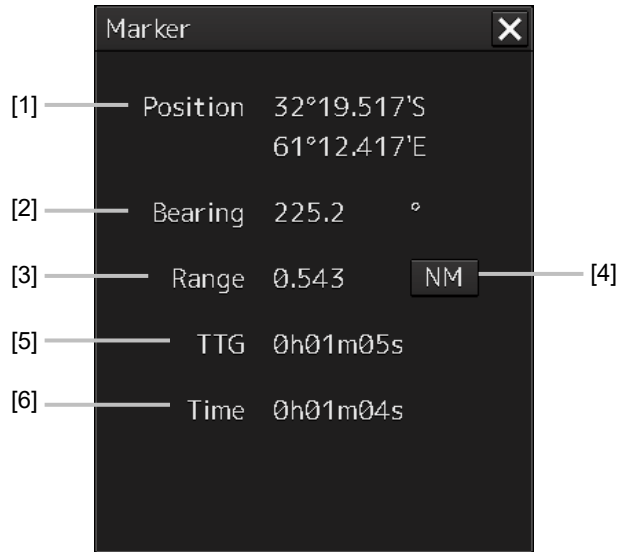 Marker
[1] Position 32°19.517'S
61°12.417'E
[2] Bearing 225.2 °
[3] Range 0.543 NM [4]
[5] TTG 0h01m05s
[6] Time 0h01m04s